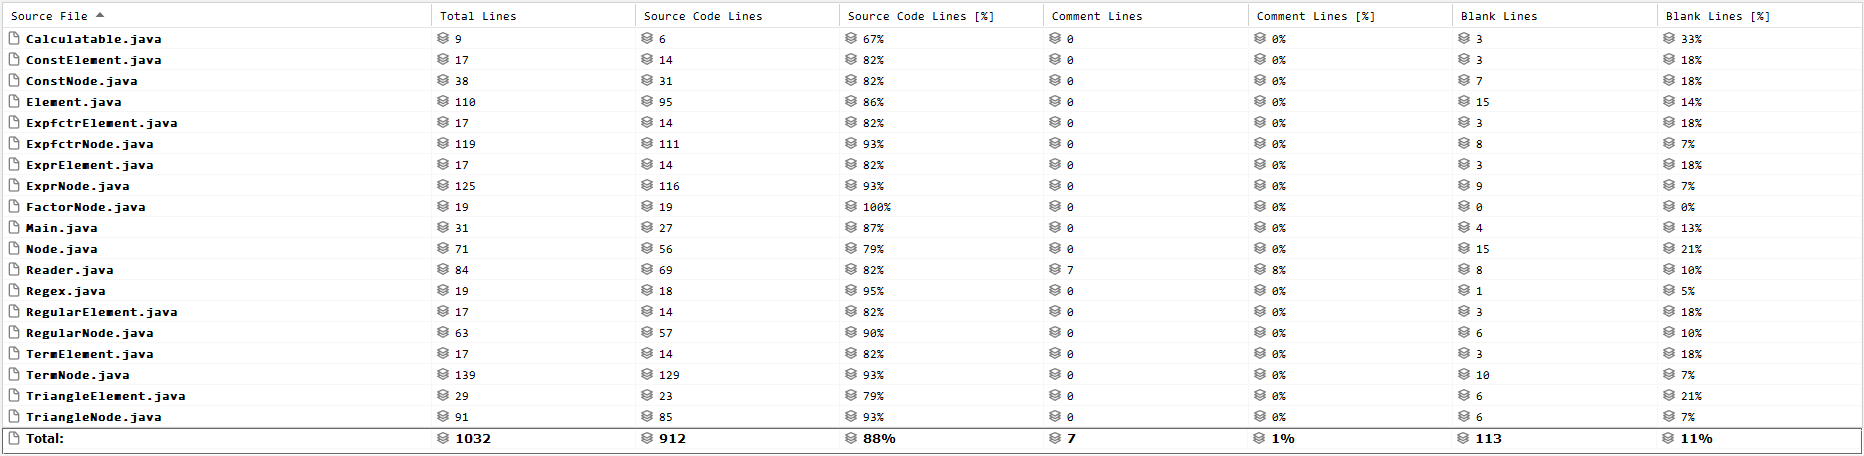 Source File Total Lines Source Code Lines Source Code Lines [%] Comment Lines Comment Lines [%] Blank Lines Blank Lines [%]
Calculatable.java 9 6 67% 0 0% 3 33%
ConstElement.java 17 14 82% 0 0% 3 18%
ConstNode.java 38 31 82% 0 0% 7 18%
Element.java 110 95 86% 0 0% 15 14%
ExpfctrElement.java 17 14 82% 0 0% 3 18%
ExpfctrNode.java 119 111 93% 0 0% 8 7%
ExprElement.java 17 14 82% 0 0% 3 18%
ExprNode.java 125 116 93% 0 0% 9 7%
FactorNode.java 19 19 100% 0 0% 0 0%
Main.java 31 27 87% 0 0% 4 13%
Node.java 71 56 79% 0 0% 15 21%
Reader.java 84 69 82% 7 8% 8 10%
Regex.java 19 18 95% 0 0% 1 5%
RegularElement.java 17 14 82% 0 0% 3 18%
RegularNode.java 63 57 90% 0 0% 6 10%
TermElement.java 17 14 82% 0 0% 3 18%
TermNode.java 139 129 93% 0 0% 10 7%
TriangleElement.java 29 23 79% 0 0% 6 21%
TriangleNode.java 91 85 93% 0 0% 6 7%
Total: 1032 912 88% 7 1% 113 11%